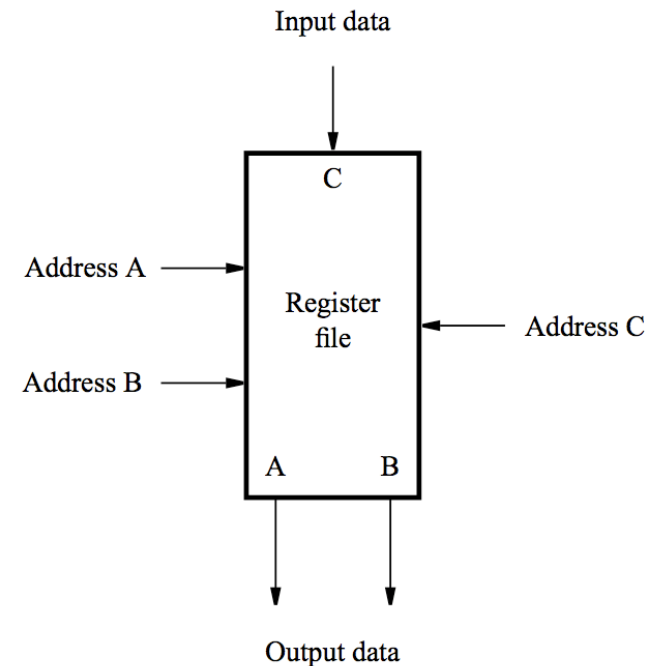 Input data
C
Address A
Register
file
Address C
Address B
A
B
Output data